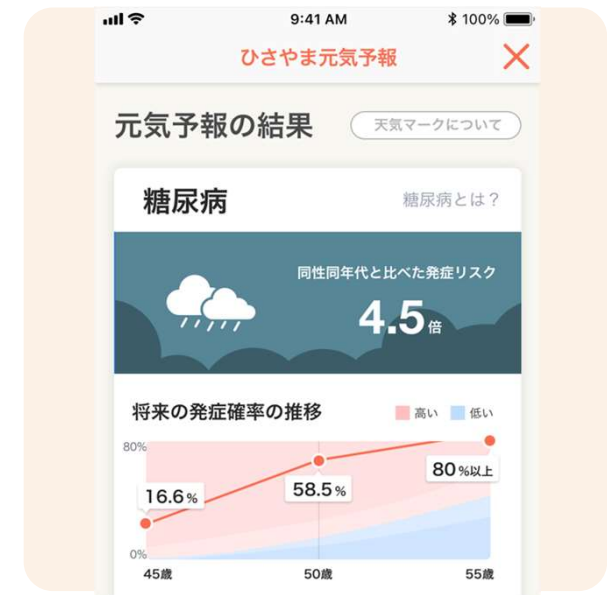 9:41 AM
100%
ひさやま元気予報
元気予報の結果
天気マークについて
糖尿病
糖尿病とは？
同性同年代と比べた発症リスク
4.5倍
将来の発症確率の推移
高い
低い
80%
16.6%
58.5%
80%以上
0%
45歳
50歳
55歳